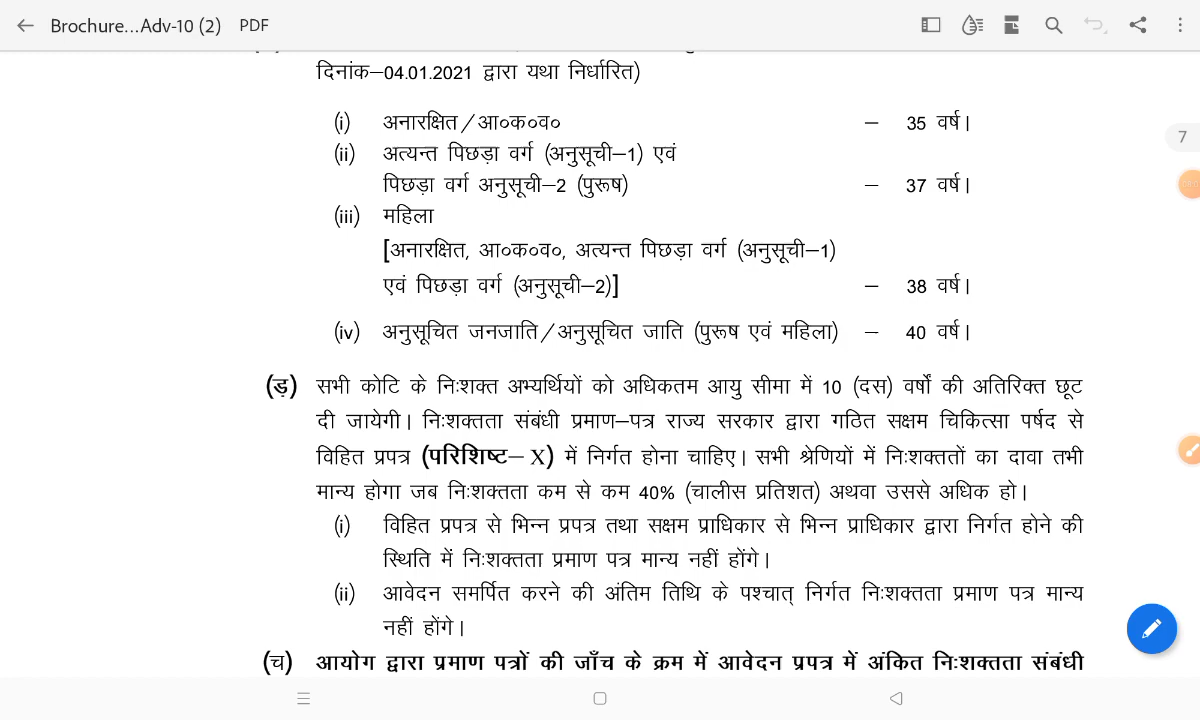 Brochure...Adv-10 (2) PDF
दिनांक–04.01.2021 द्वारा यथा निर्धारित)
(i) अनारक्षित/आ०क०व० – 35 वर्ष।
(ii) अत्यन्त पिछड़ा वर्ग (अनुसूची–1) एवं
पिछड़ा वर्ग अनुसूची–2 (पुरूष) – 37 वर्ष।
(iii) महिला
[अनारक्षित, आ०क०व०, अत्यन्त पिछड़ा वर्ग (अनुसूची–1)
एवं पिछड़ा वर्ग (अनुसूची–2)] – 38 वर्ष।
(iv) अनुसूचित जनजाति/अनुसूचित जाति (पुरूष एवं महिला) – 40 वर्ष।
(ड़) सभी कोटि के निःशक्त अभ्यर्थियों को अधिकतम आयु सीमा में 10 (दस) वर्षों की अतिरिक्त छूट
दी जायेगी। निःशक्तता संबंधी प्रमाण–पत्र राज्य सरकार द्वारा गठित सक्षम चिकित्सा पर्षद से
विहित प्रपत्र (परिशिष्ट– X) में निर्गत होना चाहिए। सभी श्रेणियों में निःशक्तों का दावा तभी
मान्य होगा जब निःशक्तता कम से कम 40% (चालीस प्रतिशत) अथवा उससे अधिक हो।
(i) विहित प्रपत्र से भिन्न प्रपत्र तथा सक्षम प्राधिकार से भिन्न प्राधिकार द्वारा निर्गत होने की
स्थिति में निःशक्तता प्रमाण पत्र मान्य नहीं होंगे।
(ii) आवेदन समर्पित करने की अंतिम तिथि के पश्चात् निर्गत निःशक्तता प्रमाण पत्र मान्य
नहीं होंगे।
(च) आयोग द्वारा प्रमाण पत्रों की जाँच के क्रम में आवेदन प्रपत्र में अंकित निःशक्तता संबंधी
7